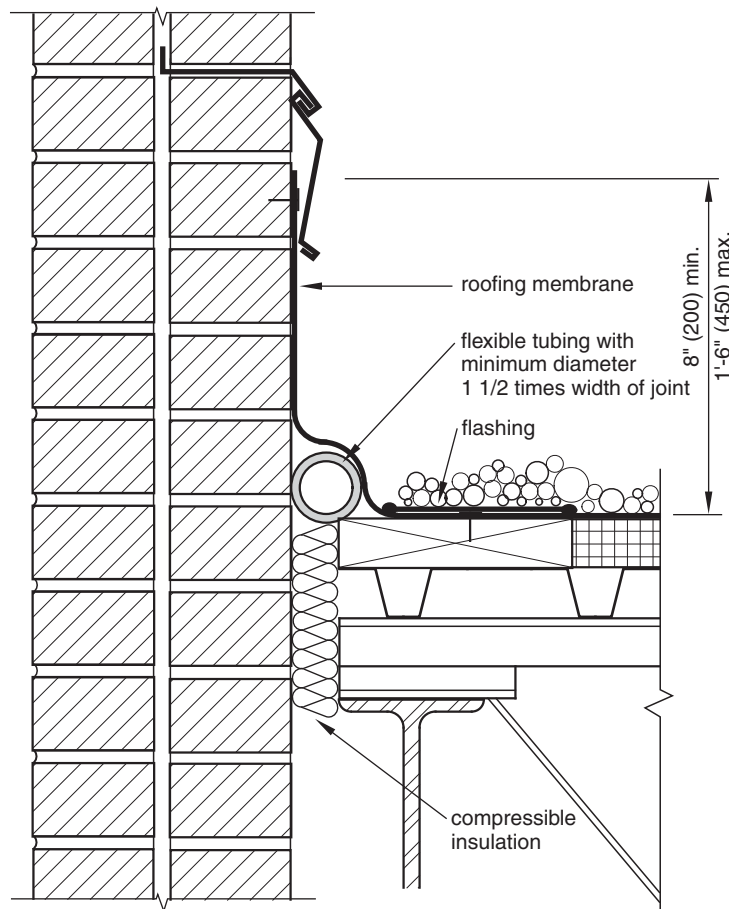 roofing membrane
flexible tubing with
minimum diameter
1 1/2 times width of joint
flashing
8" (200) min.
1'-6" (450) max.
compressible
insulation